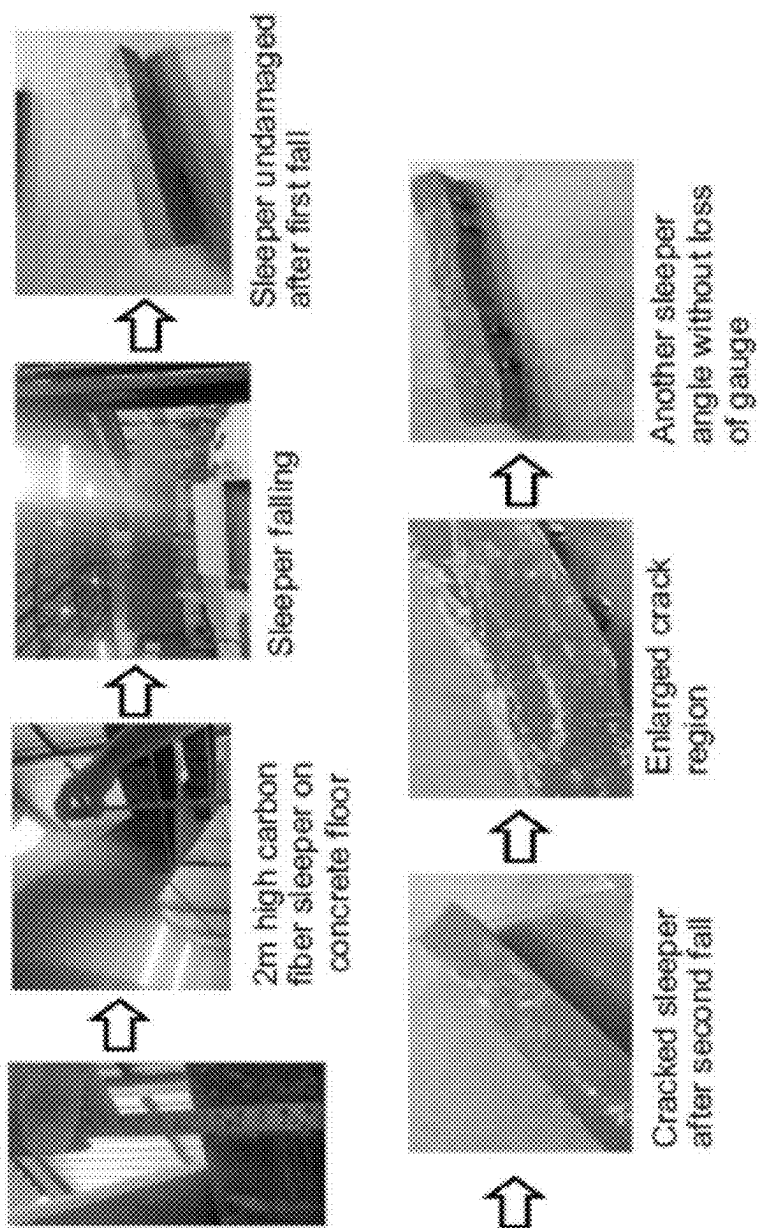 2m high carbon
fiber sleeper on
concrete floor
Sleeper falling
Sleeper undamaged
after first fall
Cracked sleeper
after second fall
Enlarged crack
region
Another sleeper
angle without loss
of gauge